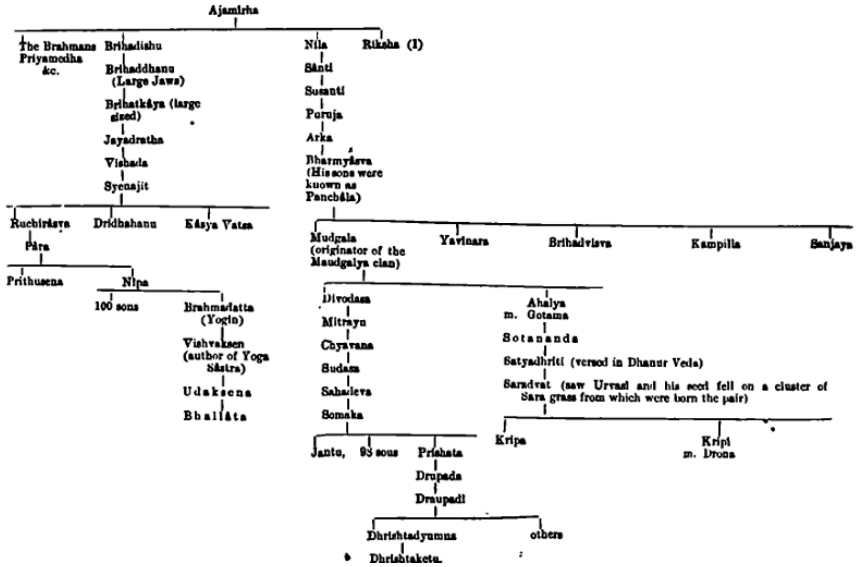 Ajamirha
The Brahmans
Priyamedha
&c.
Brihadishu
Brihaddhanu
(Large Jaws)
Brihatkâya (large
sized)
Jayadratha
Vishada
Syenajit
Ruchirâsva
Dridhahanu
Kâsya Vatsa
Pâra
Prithusena
Nipa
100 sons
Brahmadatta
(Yogin)
Vishvaksen
(author of Yoga
Sâstra)
Udaksena
Bhallâta
Nila
Sânti
Susanti
Puruja
Arka
Bharmyâsva
(His sons were
known as
Panchâla)
Riksha (1)
Mudgala
(originator of the
Maudgalya clan)
Yavinara
Brihadvisva
Kampilla
Sanjaya
Divodasa
Mitrayu
Chyavana
Sudasa
Sahadeva
Somaka
Jantu,
98 sons
Prishata
Drupada
Draupadi
Dhrishtadyumna
others
Dhrishtaketu.
Ahalya
m. Gotama
Sotananda
Satyadhriti (versed in Dhanur Veda)
Saradvat (saw Urvasi and his seed fell on a cluster of
Sara grass from which were born the pair)
Kripa
Kripi
m. Drona